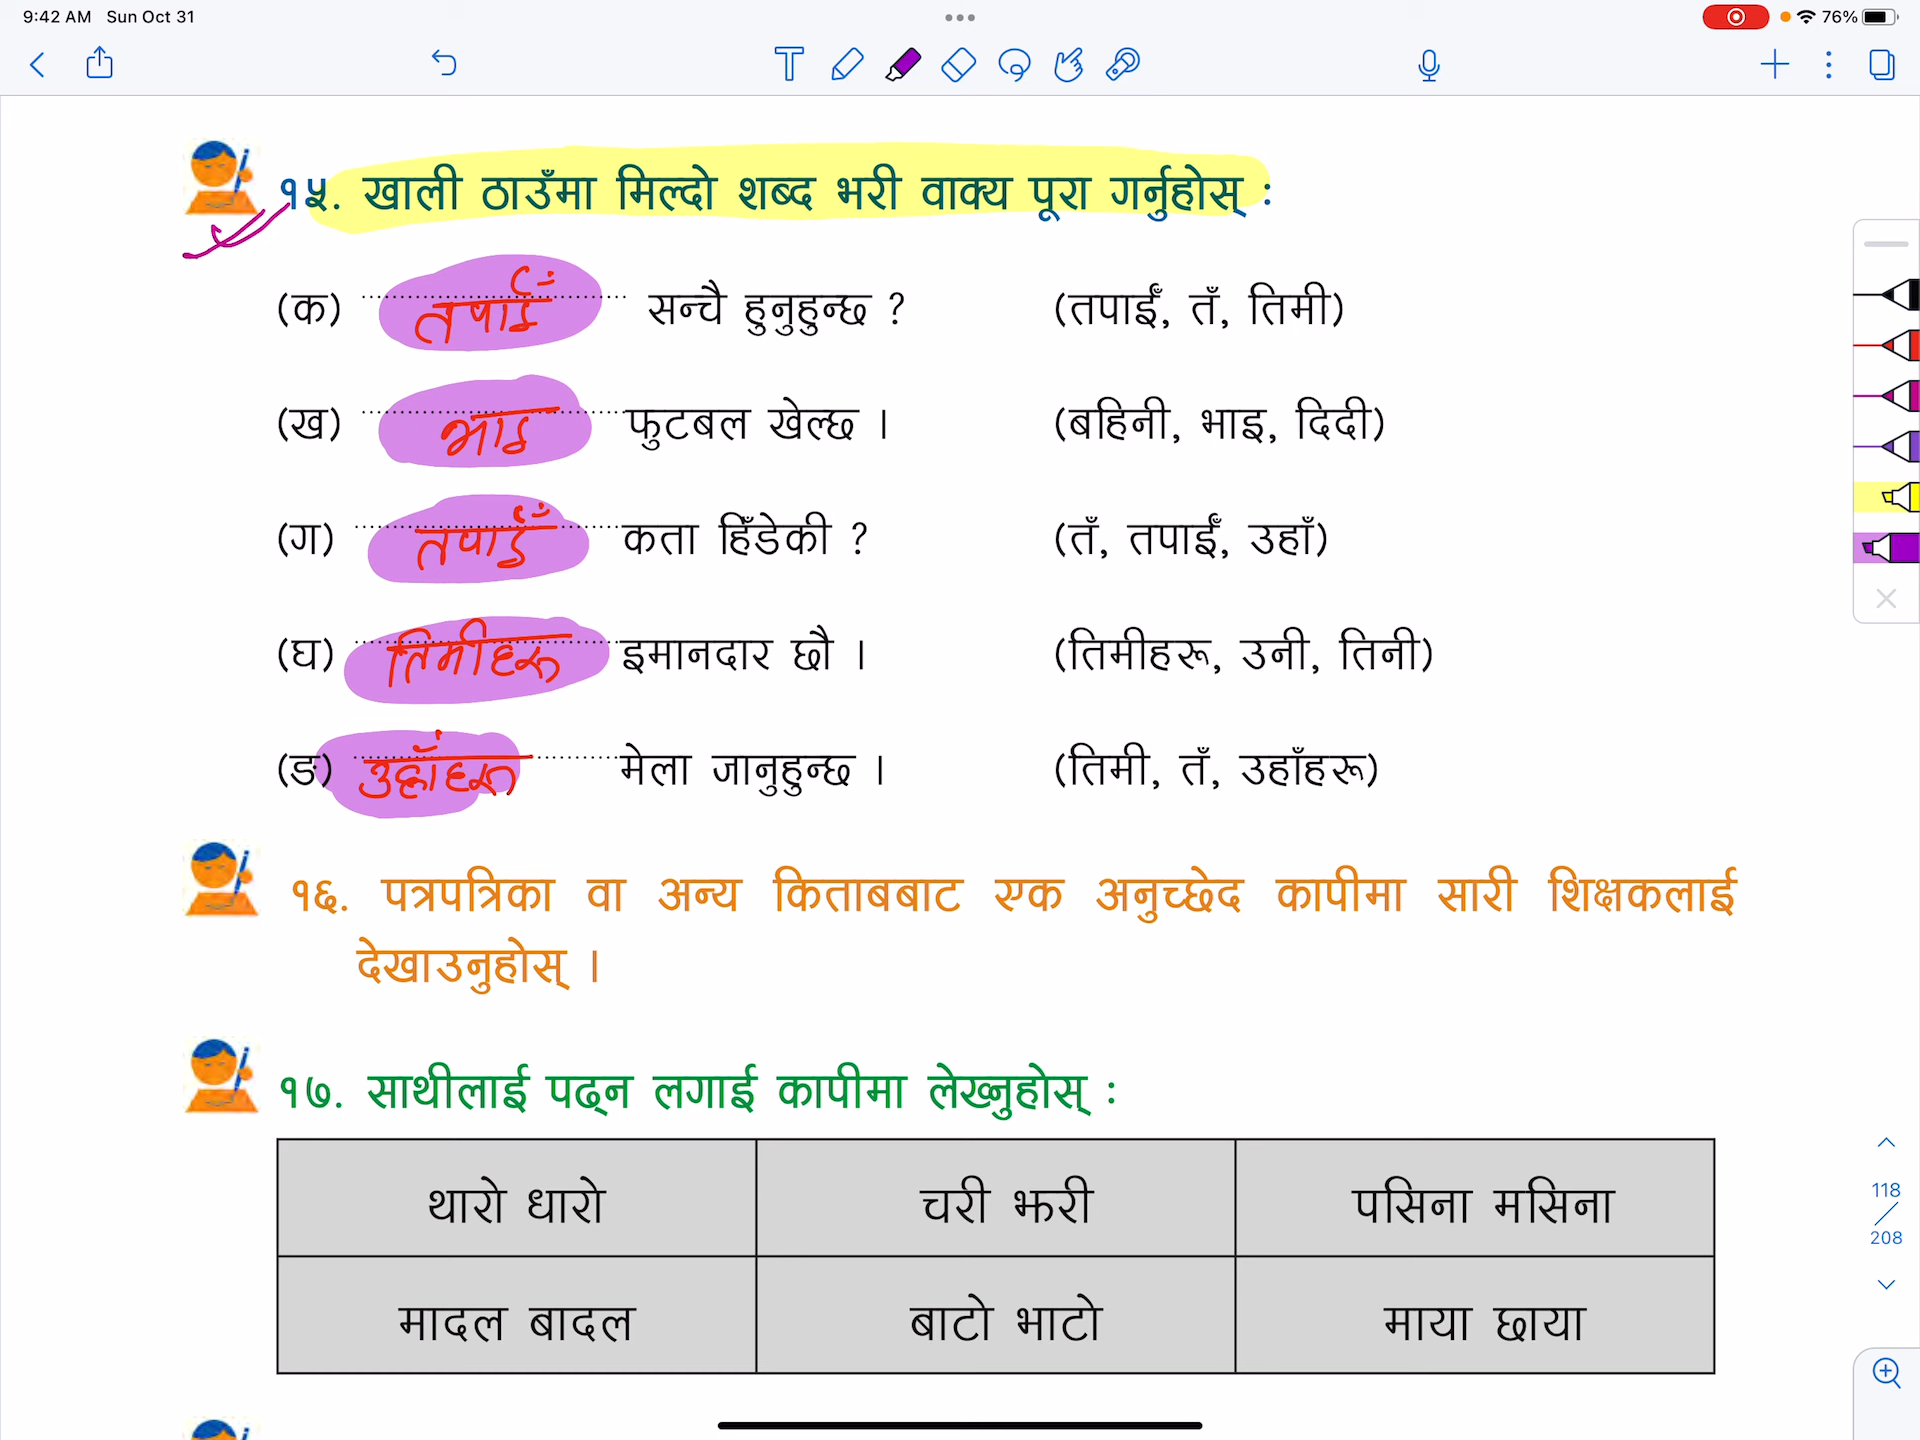 9:42 AM Sun Oct 31
76%
१५. खाली ठाउँमा मिल्दो शब्द भरी वाक्य पूरा गर्नुहोस् :
(क) तपाईँ सन्चै हुनुहुन्छ ? (तपाईँ, तँ, तिमी)
(ख) भाइ फुटबल खेल्छ । (बहिनी, भाइ, दिदी)
(ग) तपाईँ कता हिँडेकी ? (तँ, तपाईँ, उहाँ)
(घ) तिमीहरू इमानदार छौ । (तिमीहरू, उनी, तिनी)
(ङ) उहाँहरू मेला जानुहुन्छ । (तिमी, तँ, उहाँहरू)
१६. पत्रपत्रिका वा अन्य किताबबाट एक अनुच्छेद कापीमा सारी शिक्षकलाई
देखाउनुहोस् ।
१७. साथीलाई पढ्न लगाई कापीमा लेख्नुहोस् :
थारो धारो चरी झरी पसिना मसिना
मादल बादल बाटो भाटो माया छाया
118
208